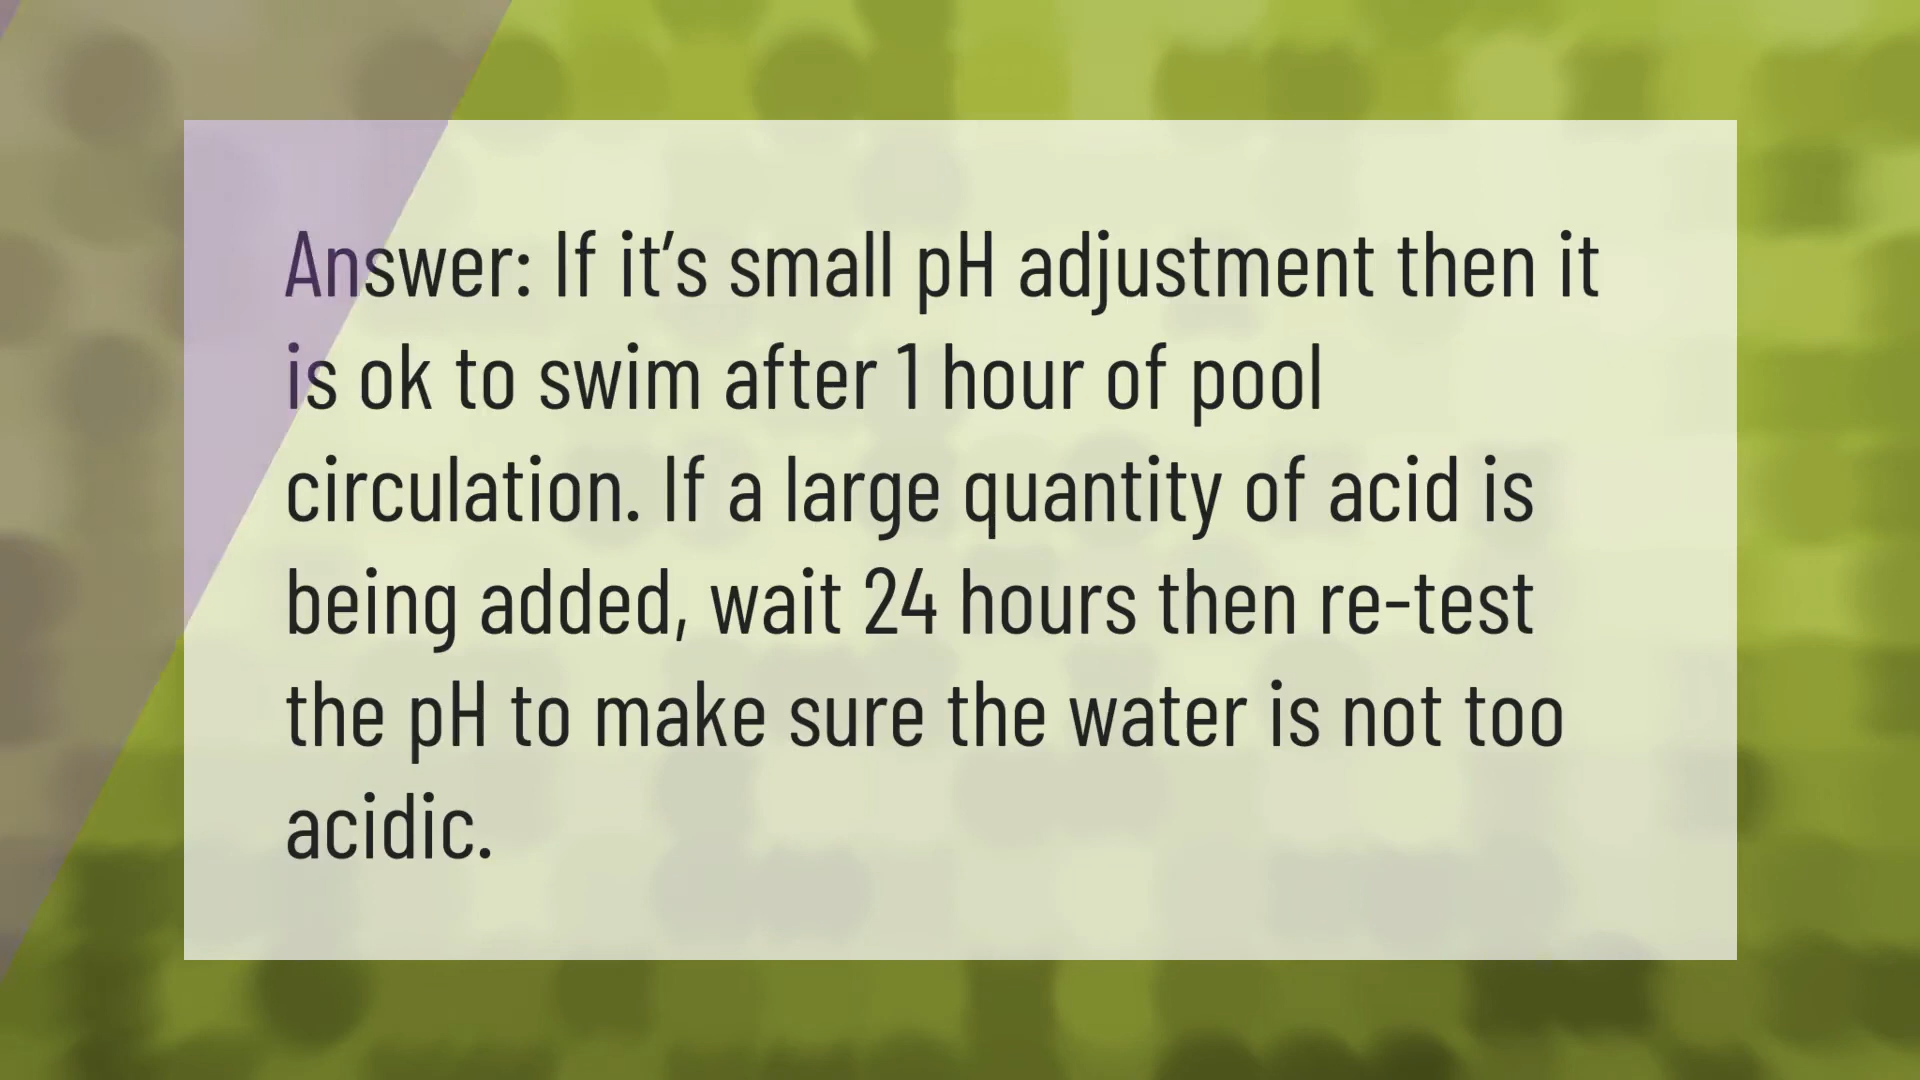 Answer: If it’s small pH adjustment then it
is ok to swim after 1 hour of pool
circulation. If a large quantity of acid is
being added, wait 24 hours then re-test
the pH to make sure the water is not too
acidic.